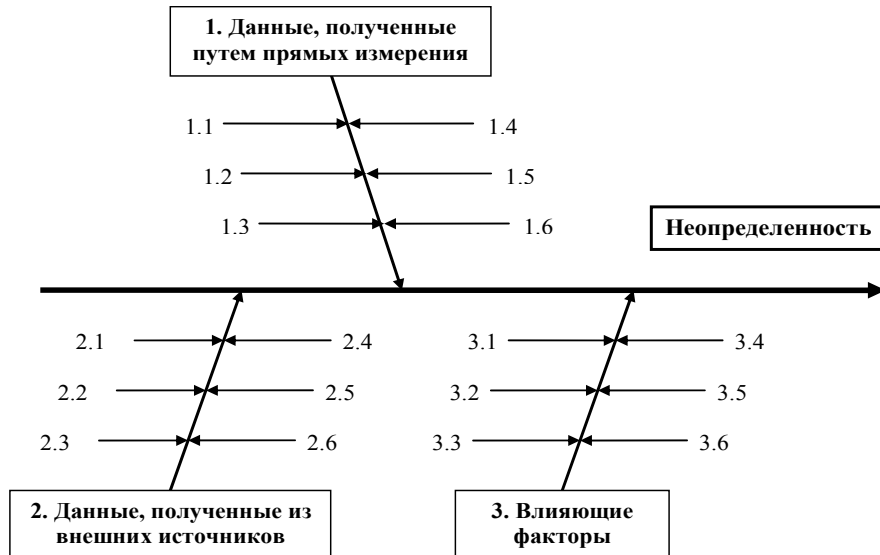 1. Данные, полученные
путем прямых измерения
1.1 1.4
1.2 1.5
1.3 1.6
Неопределенность
2.1 2.4 3.1 3.4
2.2 2.5 3.2 3.5
2.3 2.6 3.3 3.6
2. Данные, полученные из
внешних источников
3. Влияющие
факторы